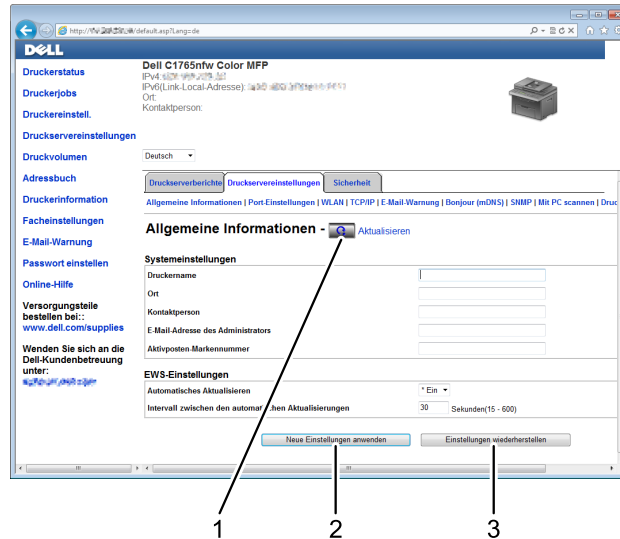 http:// /default.asp?Lang=de
DELL
Druckerstatus
Druckerjobs
Druckereinstell.
Druckservereinstellungen
Druckvolumen
Adressbuch
Druckerinformation
Facheinstellungen
E-Mail-Warnung
Passwort einstellen
Online-Hilfe
Versorgungsteile
bestellen bei::
www.dell.com/supplies
Wenden Sie sich an die
Dell-Kundenbetreuung
unter:
Dell C1765nfw Color MFP
IPv4:
IPv6(Link-Local-Adresse):
Ort:
Kontaktperson:
Deutsch
Druckserverberichte Druckservereinstellungen Sicherheit
Allgemeine Informationen | Port-Einstellungen | WLAN | TCP/IP | E-Mail-Warnung | Bonjour (mDNS) | SNMP | Mit PC scannen | Druc
Allgemeine Informationen - Aktualisieren
Systemeinstellungen
Druckername
Ort
Kontaktperson
E-Mail-Adresse des Administrators
Aktivposten-Markennummer
EWS-Einstellungen
Automatisches Aktualisieren * Ein
Intervall zwischen den automatischen Aktualisierungen 30 Sekunden(15 - 600)
Neue Einstellungen anwenden Einstellungen wiederherstellen
1 2 3